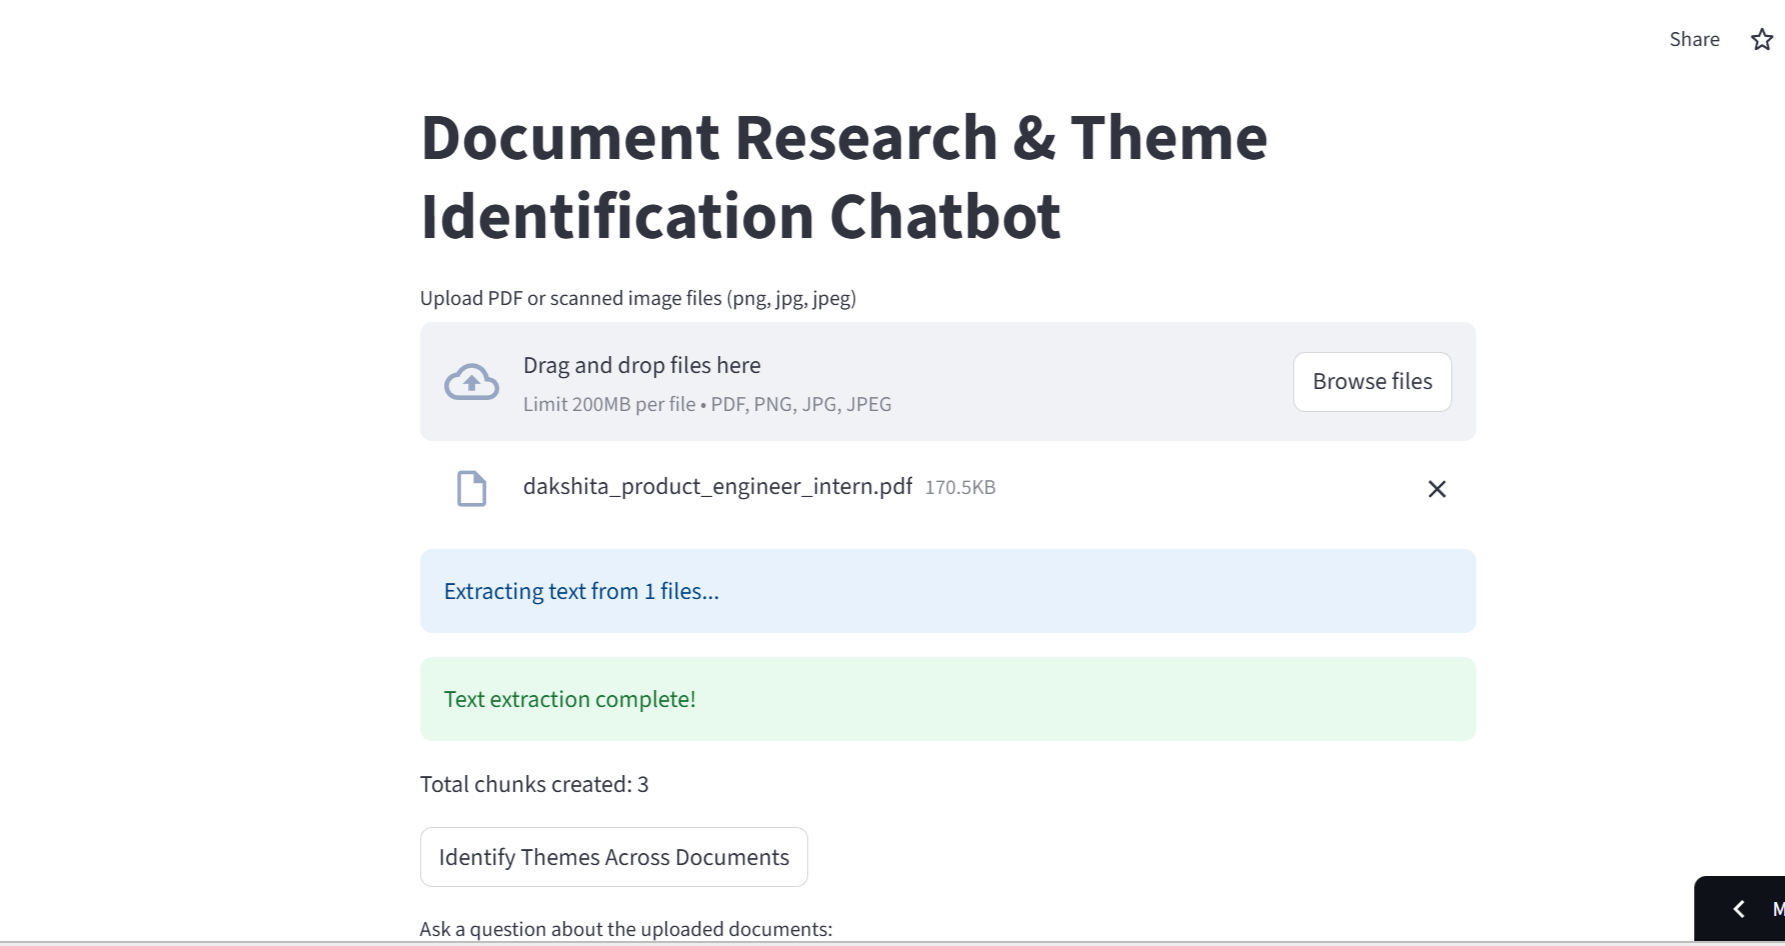 Share
Document Research & Theme
Identification Chatbot
Upload PDF or scanned image files (png, jpg, jpeg)
Drag and drop files here
Limit 200MB per file • PDF, PNG, JPG, JPEG
Browse files
dakshita_product_engineer_intern.pdf 170.5KB
Extracting text from 1 files...
Text extraction complete!
Total chunks created: 3
Identify Themes Across Documents
Ask a question about the uploaded documents: